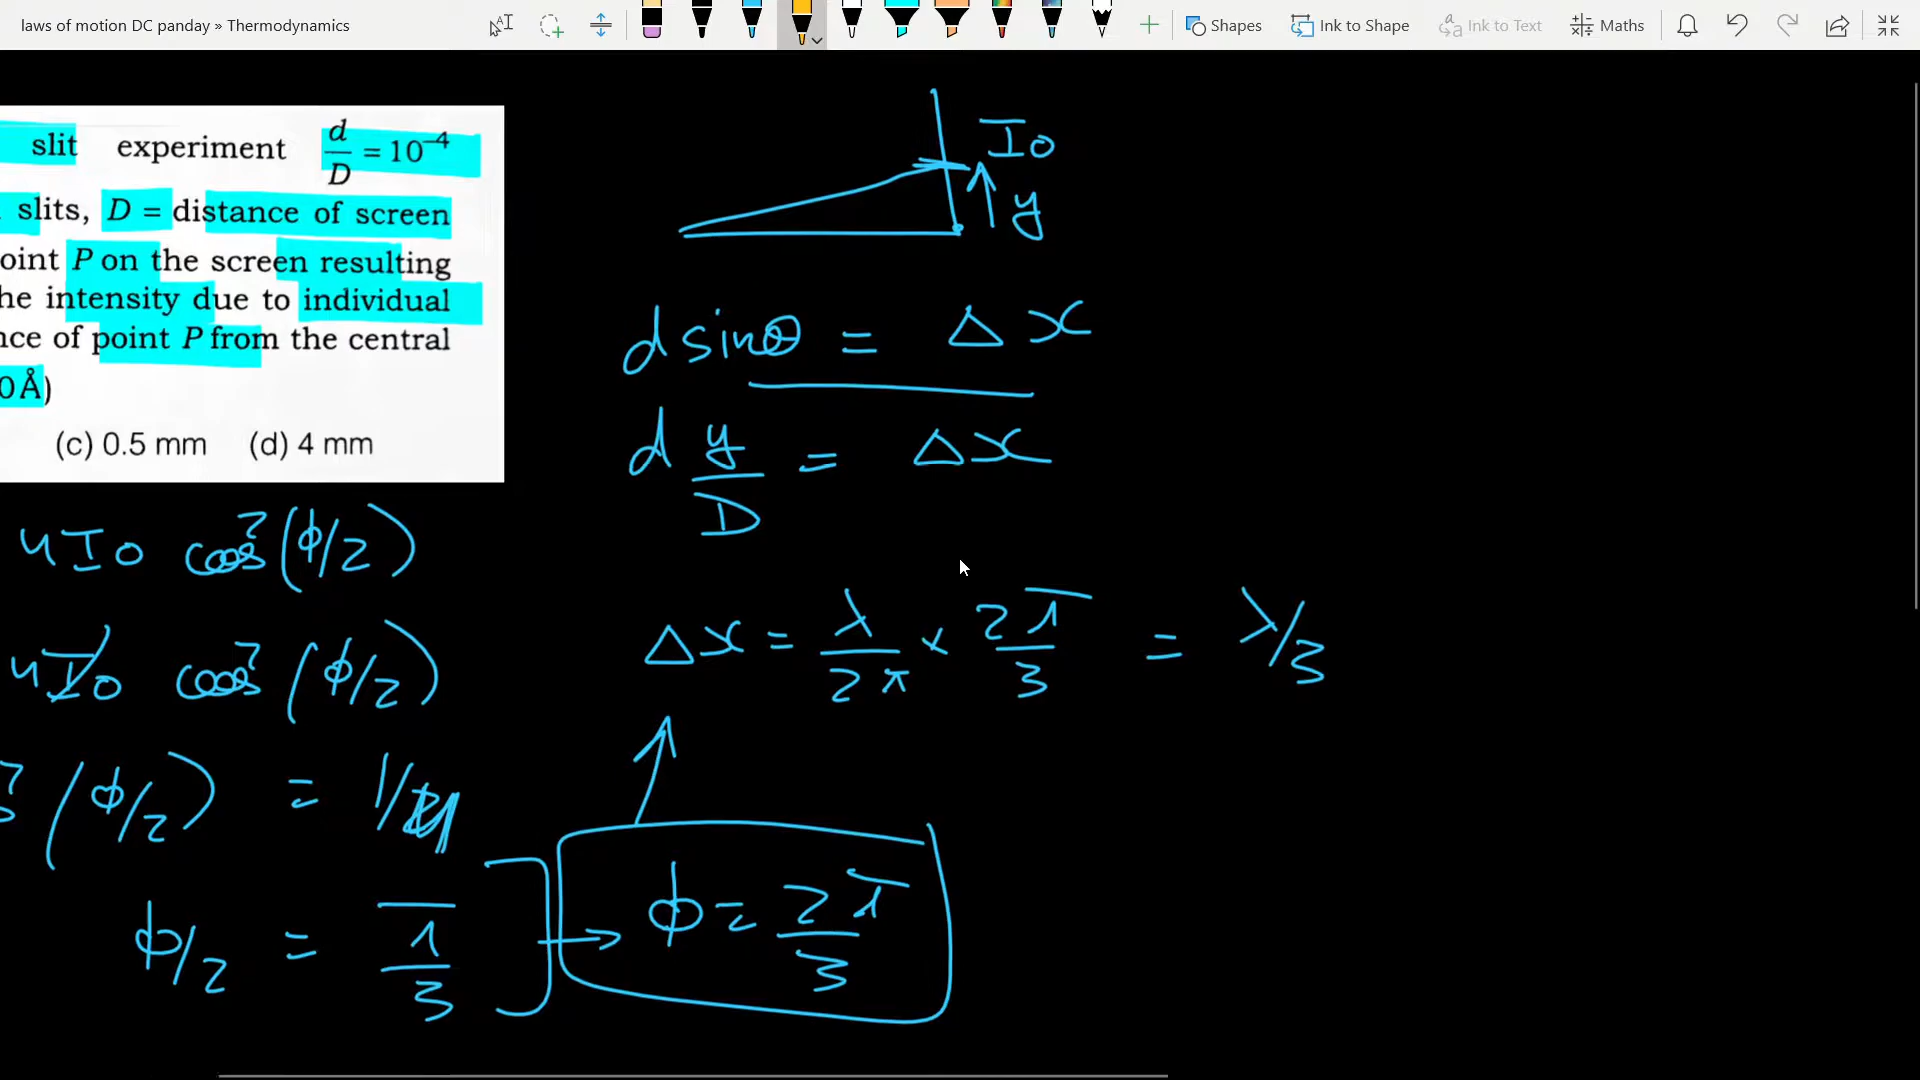 laws of motion DC panday » Thermodynamics
Shapes
Ink to Shape
Ink to Text
Maths
slit experiment d/D = 10⁻⁴
slits, D = distance of screen
oint P on the screen resulting
he intensity due to individual
nce of point P from the central
0 Å)
(c) 0.5 mm (d) 4 mm
I0
y
d sinθ = Δx
d y/D = Δx
4I0 cos²(φ/2)
Δx = λ/2π × 2π/3 = λ/3
4I0 cos²(φ/2)
²(φ/2) = 1/4
φ/2 = π/3
φ = 2π/3